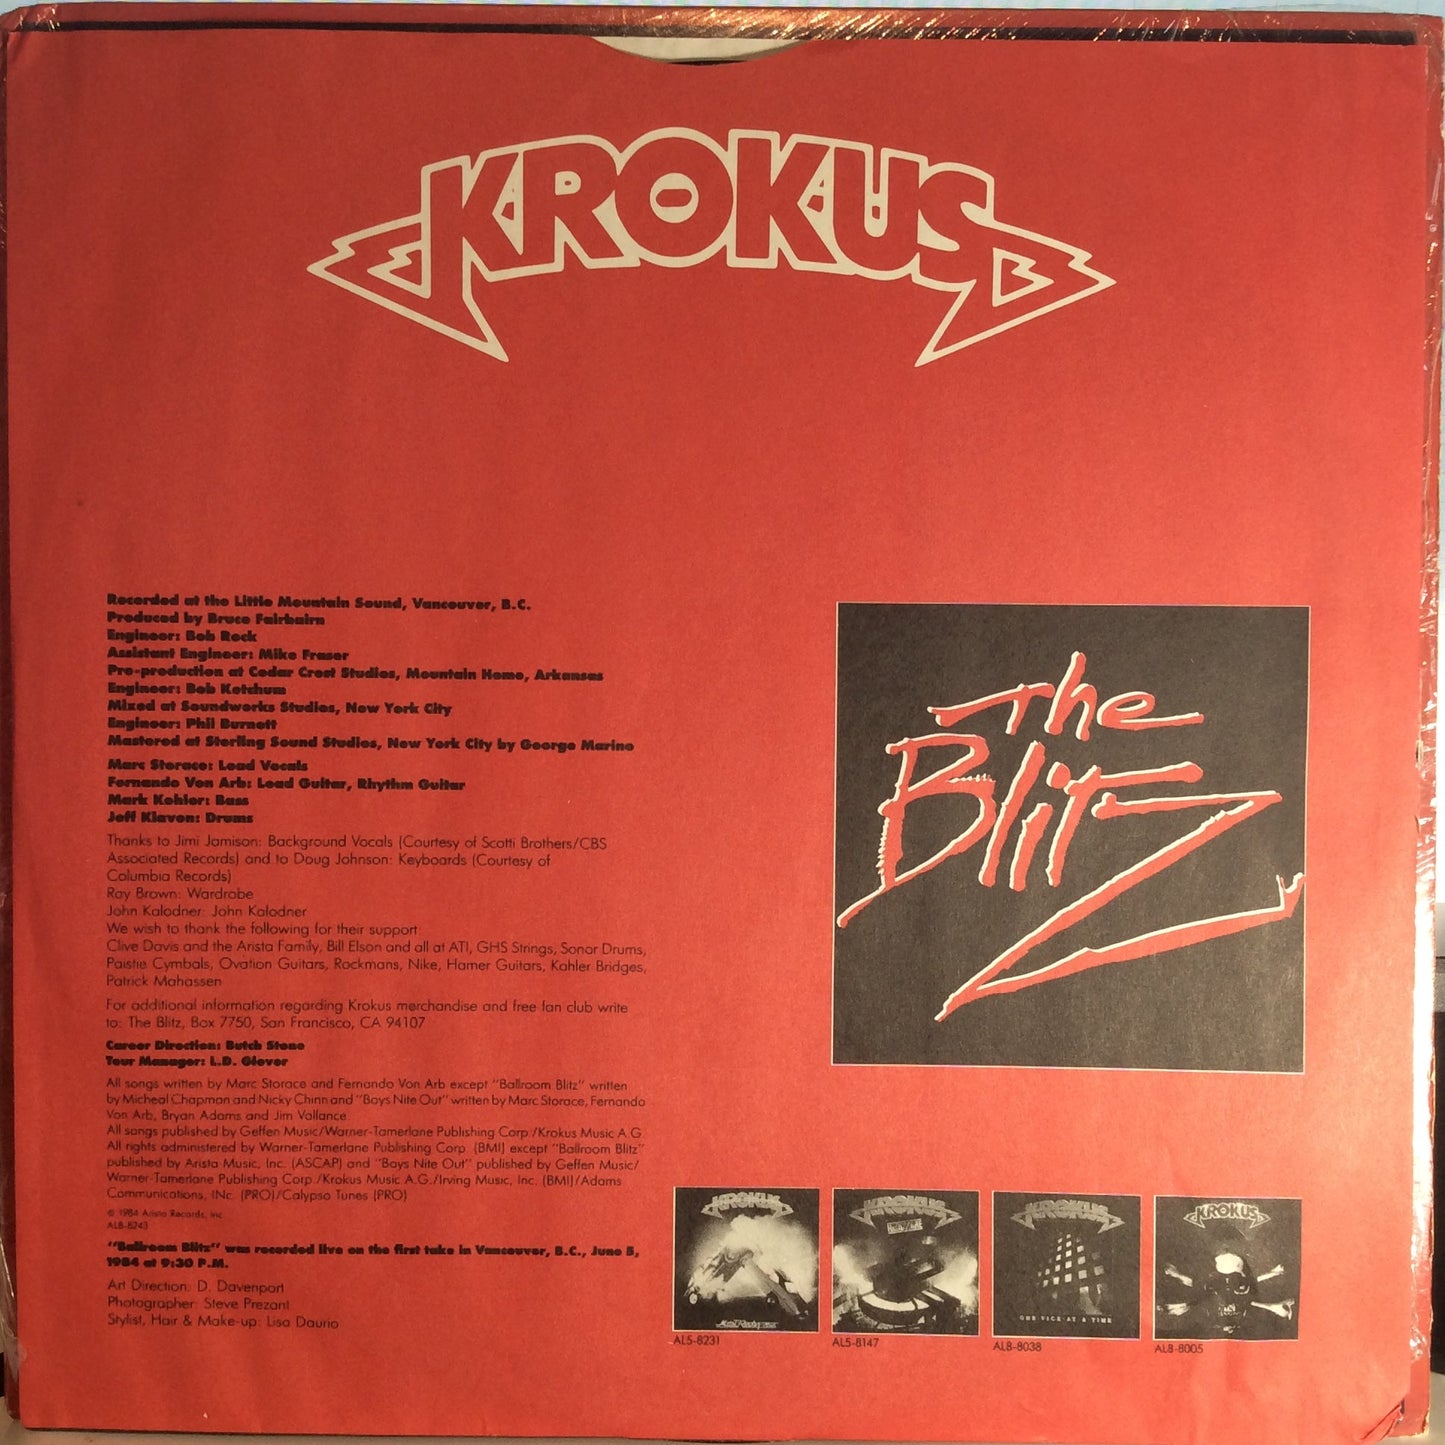 KROKUS
Recorded at the Little Mountain Sound, Vancouver, B.C.
Produced by Bruce Fairbairn
Engineer: Bob Rock
Assistant Engineer: Mike Fraser
Pre-production at Cedar Crest Studios, Mountain Home, Arkansas
Engineer: Bob Ketchum
Mixed at Soundworks Studios, New York City
Engineer: Phil Burnett
Mastered at Sterling Sound Studios, New York City by George Marino
Marc Storace: Lead Vocals
Fernando Von Arb: Lead Guitar, Rhythm Guitar
Mark Kohler: Bass
Jeff Klaven: Drums
Thanks to Jimi Jamison: Background Vocals (Courtesy of Scotti Brothers/CBS
Associated Records) and to Doug Johnson: Keyboards (Courtesy of
Columbia Records)
Ray Brown: Wardrobe
John Kalodner: John Kalodner
We wish to thank the following for their support:
Clive Davis and the Arista Family, Bill Elson and all at ATI, GHS Strings, Sonor Drums,
Paistie Cymbals, Ovation Guitars, Rockmans, Nike, Hamer Guitars, Kahler Bridges,
Patrick Mahassen
For additional information regarding Krokus merchandise and free fan club write
to: The Blitz, Box 7750, San Francisco, CA 94107
Career Direction: Butch Stone
Tour Manager: L.D. Glover
All songs written by Marc Storace and Fernando Von Arb except "Ballroom Blitz" written
by Micheal Chapman and Nicky Chinn and "Boys Nite Out" written by Marc Storace, Fernando
Von Arb, Bryan Adams and Jim Vallance
All songs published by Geffen Music/Warner-Tamerlane Publishing Corp./Krokus Music A.G.
All rights administered by Warner-Tamerlane Publishing Corp. (BMI) except "Ballroom Blitz"
published by Arista Music, Inc. (ASCAP) and "Boys Nite Out" published by Geffen Music/
Warner-Tamerlane Publishing Corp./Krokus Music A.G./Irving Music, Inc. (BMI)/Adams
Communications, INc. (PRO)/Calypso Tunes (PRO)
© 1984 Arista Records, Inc.
AL8-8243
"Ballroom Blitz" was recorded live on the first take in Vancouver, B.C., June 5,
1984 at 9:30 P.M.
Art Direction: D. Davenport
Photographer: Steve Prezant
Stylist, Hair & Make-up: Lisa Daurio
The
Blitz
KROKUS
Metal Rendez-vous
AL5-8231
KROKUS
AL5-8147
KROKUS
ONE VICE AT A TIME
AL8-8038
KROKUS
AL8-8005